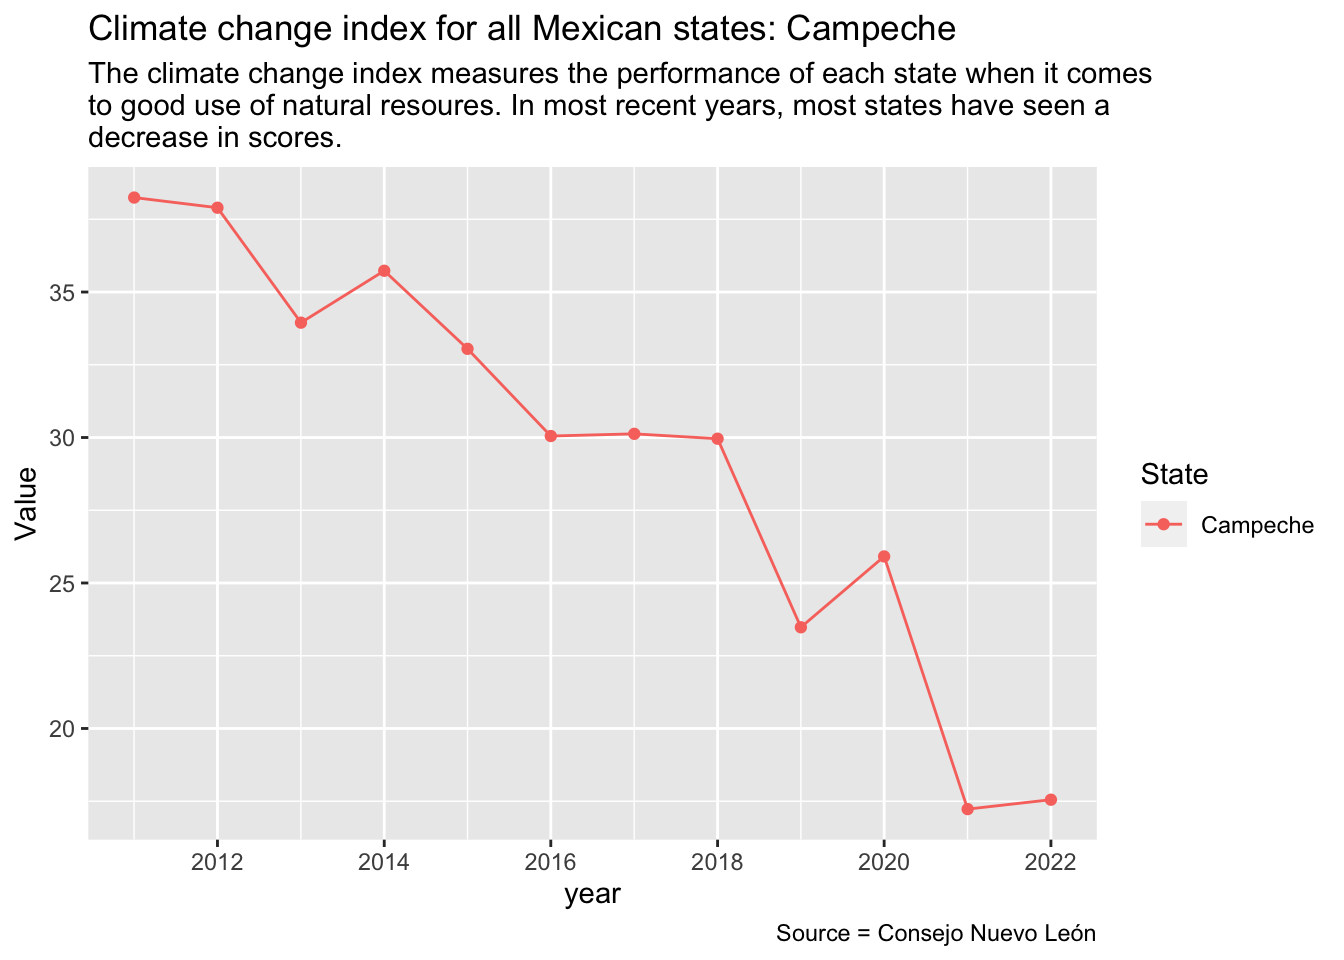 Climate change index for all Mexican states: Campeche
The climate change index measures the performance of each state when it comes
to good use of natural resoures. In most recent years, most states have seen a
decrease in scores.
35
30
25
20
Value
2012 2014 2016 2018 2020 2022
year
State
Campeche
Source = Consejo Nuevo León